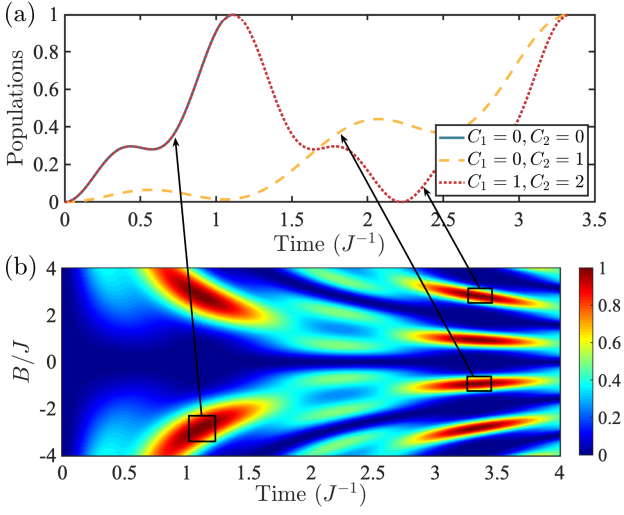 (a)
Populations
1
0.8
0.6
0.4
0.2
0
C₁ = 0, C₂ = 0
C₁ = 0, C₂ = 1
C₁ = 1, C₂ = 2
0 0.5 1 1.5 2 2.5 3 3.5
Time (J⁻¹)
(b)
B/J
4
2
0
-2
-4
1
0.8
0.6
0.4
0.2
0
0 0.5 1 1.5 2 2.5 3 3.5 4
Time (J⁻¹)